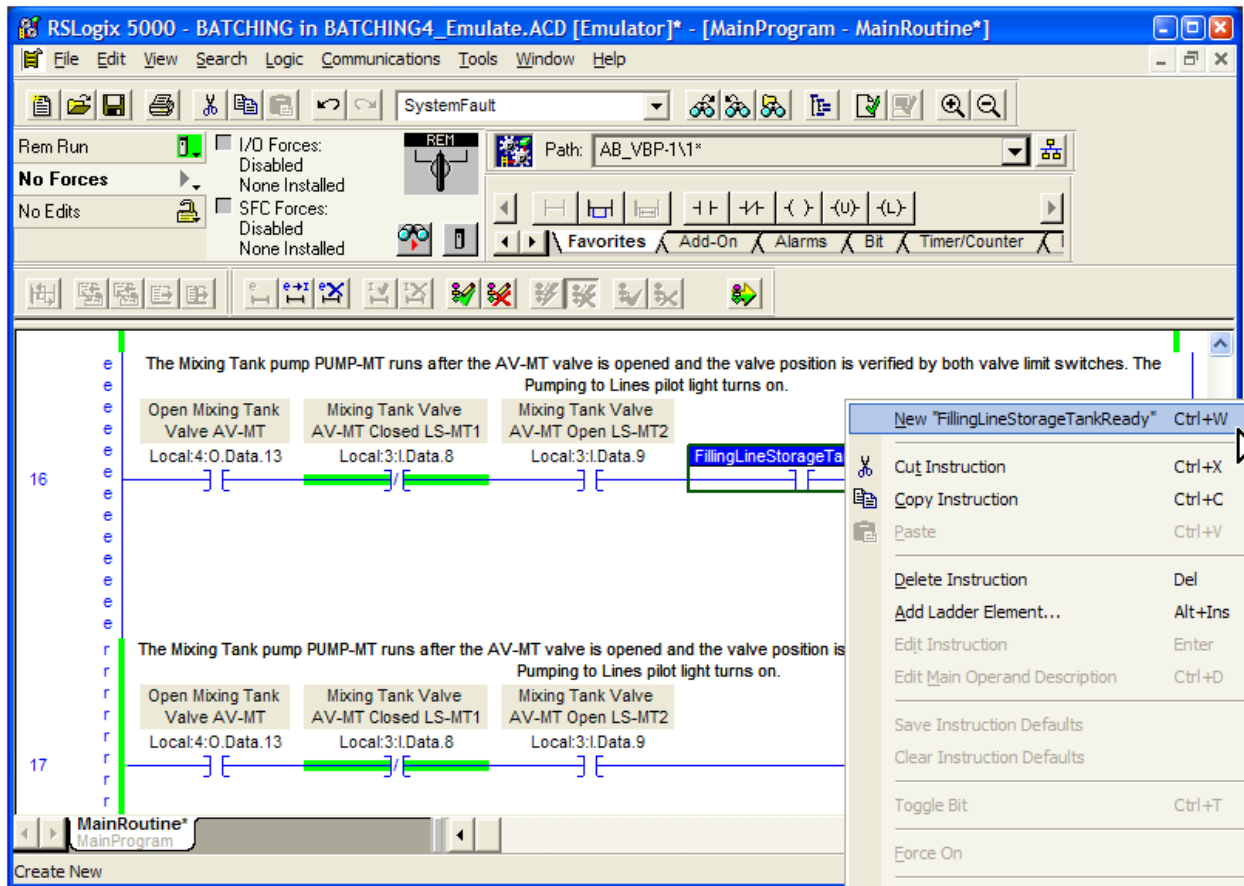 RSLogix 5000 - BATCHING in BATCHING4_Emulate.ACD [Emulator]* - [MainProgram - MainRoutine*]
File Edit View Search Logic Communications Tools Window Help
SystemFault
Rem Run
No Forces
No Edits
I/O Forces:
Disabled
None Installed
SFC Forces:
Disabled
None Installed
REM
Path: AB_VBP-1\1*
Favorites Add-On Alarms Bit Timer/Counter
e
e
e
e
e
e
e
e
e
e
e
e
e
The Mixing Tank pump PUMP-MT runs after the AV-MT valve is opened and the valve position is verified by both valve limit switches. The
Pumping to Lines pilot light turns on.
Open Mixing Tank
Valve AV-MT
Local:4:O.Data.13
Mixing Tank Valve
AV-MT Closed LS-MT1
Local:3:I.Data.8
Mixing Tank Valve
AV-MT Open LS-MT2
Local:3:I.Data.9
FillingLineStorageTa
16
r
r
r
r
r
r
r
r
The Mixing Tank pump PUMP-MT runs after the AV-MT valve is opened and the valve position is
Pumping to Lines pilot light turns on.
Open Mixing Tank
Valve AV-MT
Local:4:O.Data.13
Mixing Tank Valve
AV-MT Closed LS-MT1
Local:3:I.Data.8
Mixing Tank Valve
AV-MT Open LS-MT2
Local:3:I.Data.9
17
New "FillingLineStorageTankReady" Ctrl+W
Cut Instruction Ctrl+X
Copy Instruction Ctrl+C
Paste Ctrl+V
Delete Instruction Del
Add Ladder Element... Alt+Ins
Edit Instruction Enter
Edit Main Operand Description Ctrl+D
Save Instruction Defaults
Clear Instruction Defaults
Toggle Bit Ctrl+T
Force On
MainRoutine*
MainProgram
Create New